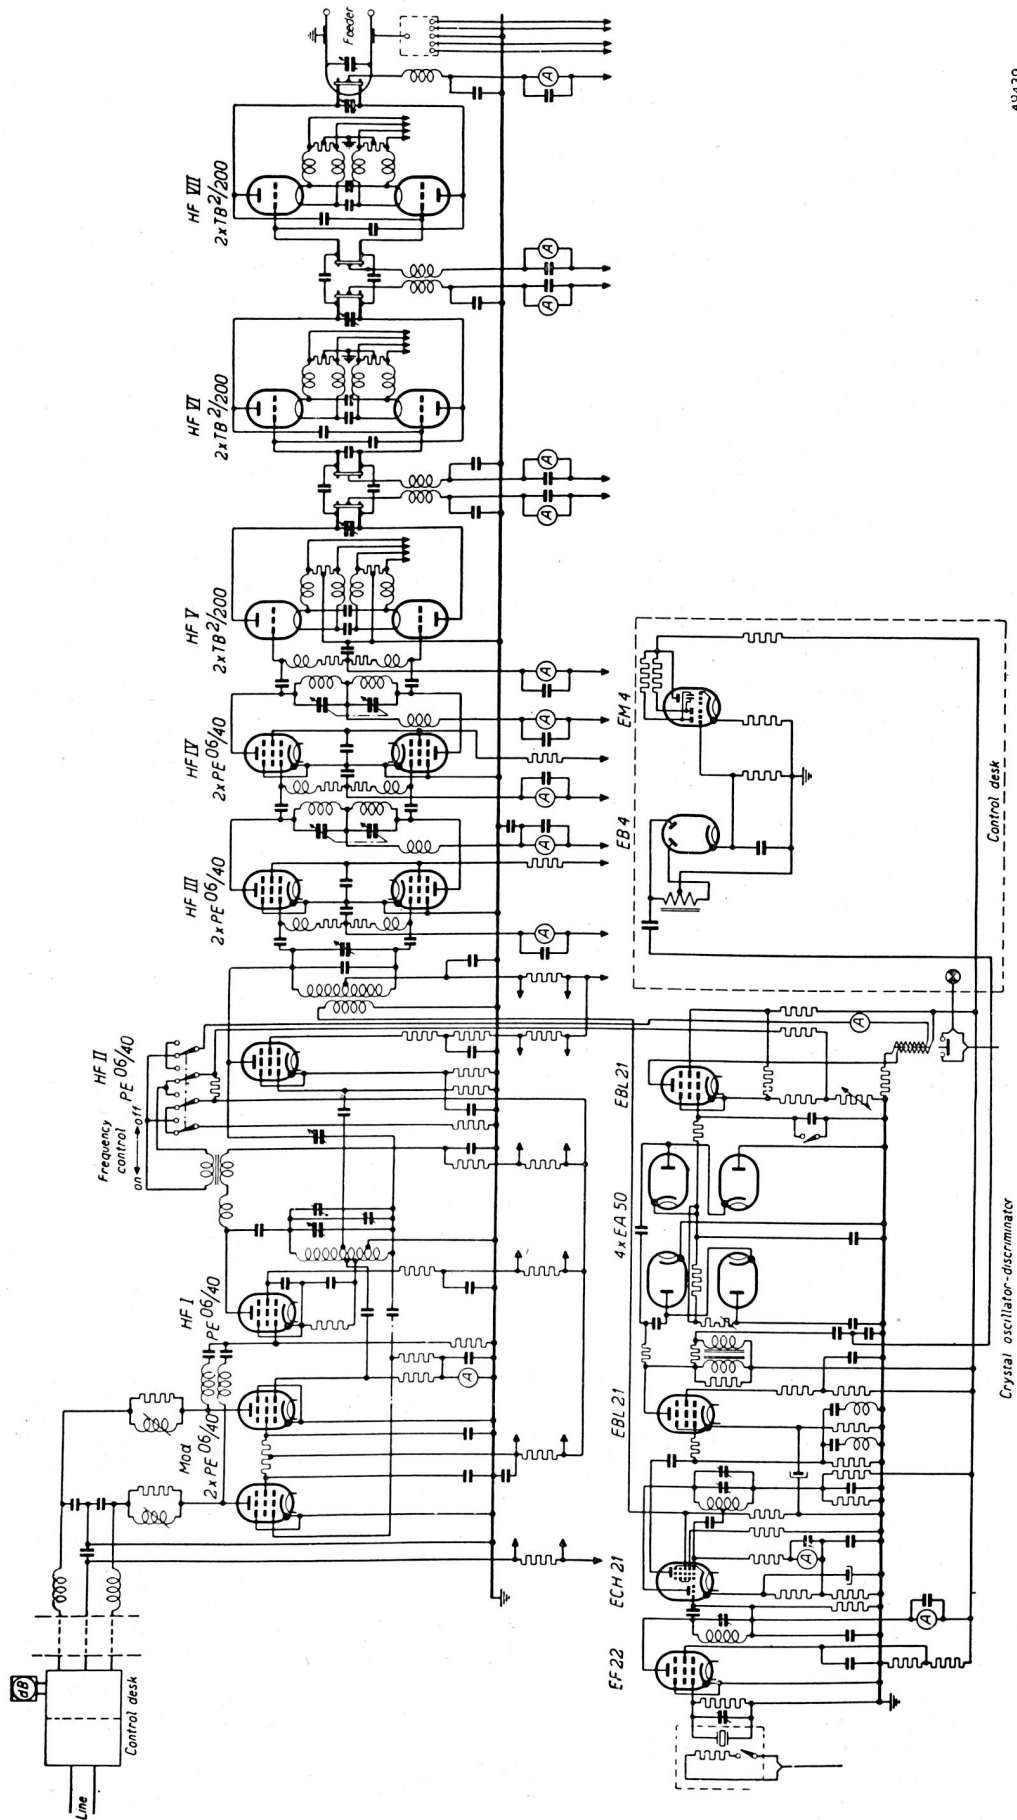 Line
dB
Control desk
Mod
2xPE 06/40
HF I
PE 06/40
Frequency
control
on ←→ off
HF II
PE 06/40
HF III
2xPE 06/40
HF IV
2xPE 06/40
HF V
2xTB 2/200
HF VI
2xTB 2/200
HF VII
2xTB 2/200
Feeder
A
A
A
A
A
A
A
A
A
A
A
EF 22
ECH 21
EBL 21
4x EA 50
EBL 21
A
A
A
EB 4
EM 4
Control desk
Crystal oscillator-discriminator